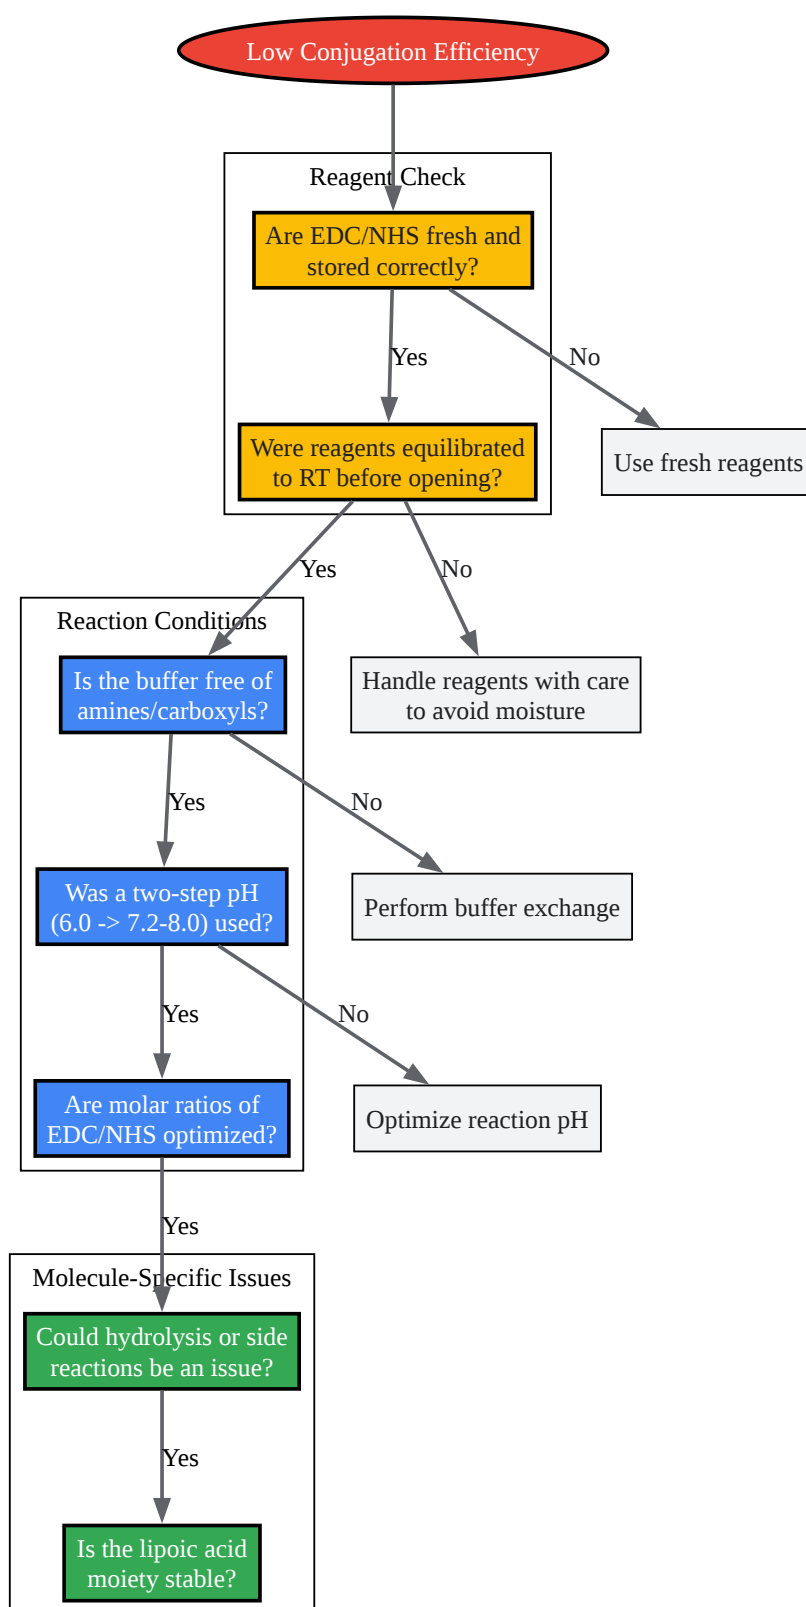 Low Conjugation Efficiency
Reagent Check
Are EDC/NHS fresh and
stored correctly?
Yes
No
Were reagents equilibrated
to RT before opening?
Use fresh reagents
Yes
No
Reaction Conditions
Is the buffer free of
amines/carboxyls?
Handle reagents with care
to avoid moisture
Yes
No
Was a two-step pH
(6.0 -> 7.2-8.0) used?
Perform buffer exchange
Yes
No
Are molar ratios of
EDC/NHS optimized?
Optimize reaction pH
Yes
Molecule-Specific Issues
Could hydrolysis or side
reactions be an issue?
Yes
Is the lipoic acid
moiety stable?